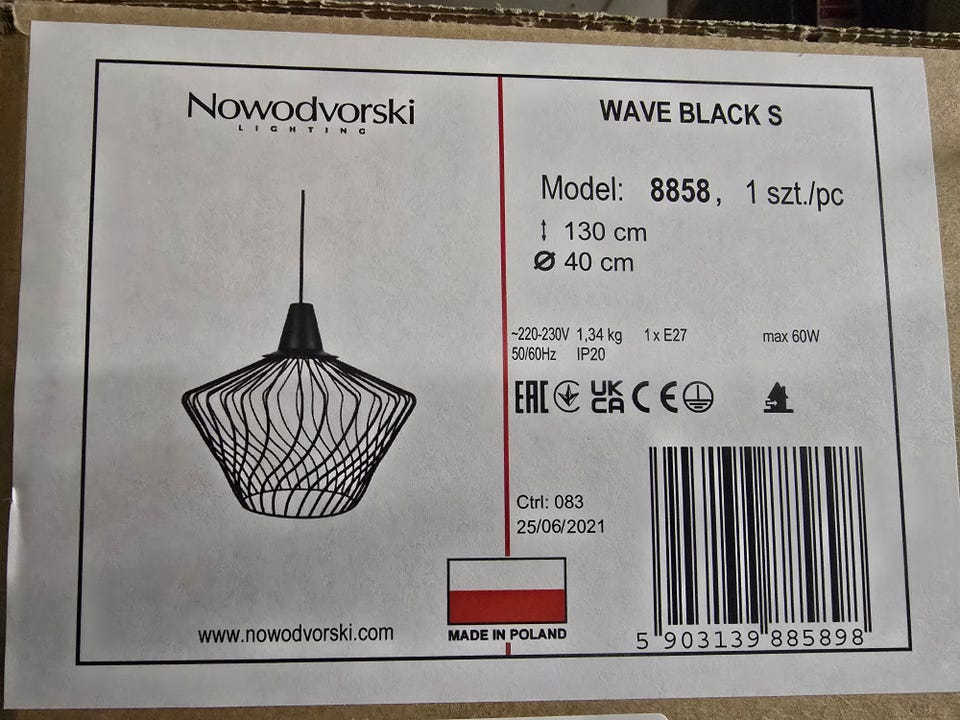 Nowodvorski
LIGHTING
www.nowodvorski.com
WAVE BLACK S
Model: 8858, 1 szt./pc
130 cm
Ø 40 cm
~220-230V 1,34 kg 1 x E27 max 60W
50/60Hz IP20
EAC UK CA CE
Ctrl: 083
25/06/2021
MADE IN POLAND
5 903139 885898